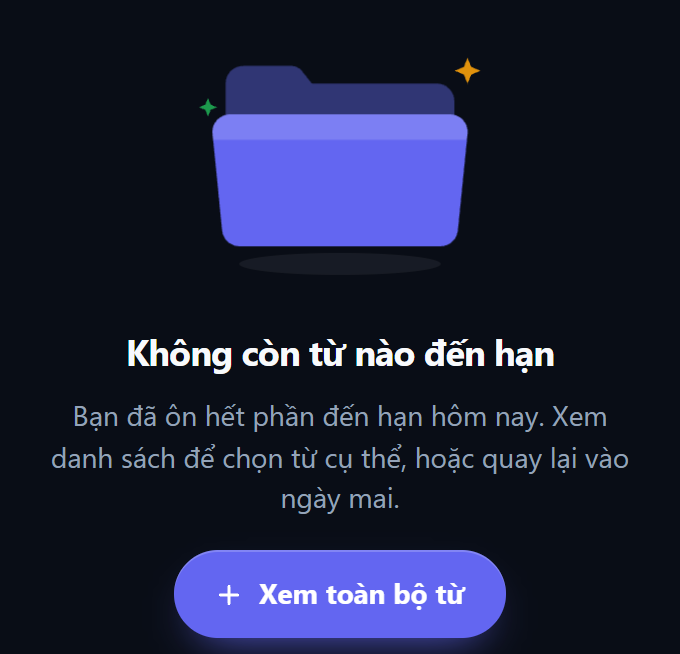 Không còn từ nào đến hạn
Bạn đã ôn hết phần đến hạn hôm nay. Xem
danh sách để chọn từ cụ thể, hoặc quay lại vào
ngày mai.
+ Xem toàn bộ từ